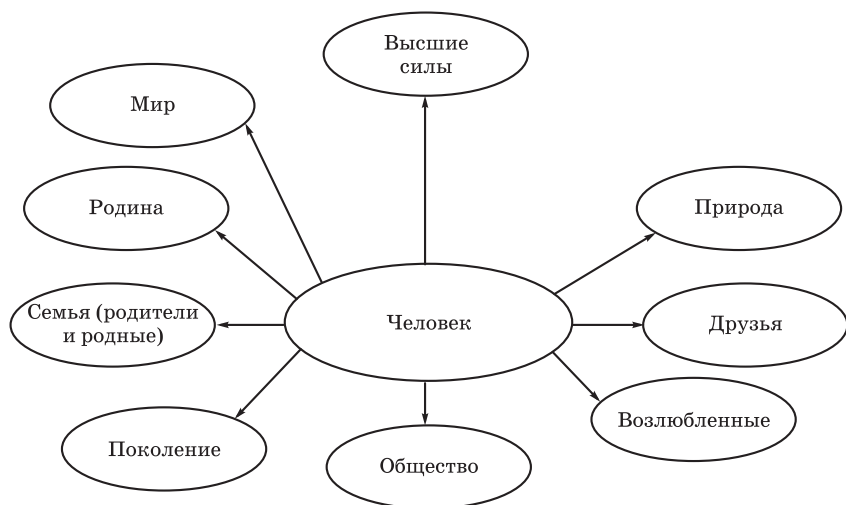 Высшие
силы
Мир
Родина
Природа
Семья (родители
и родные)
Человек
Друзья
Возлюбленные
Поколение
Общество